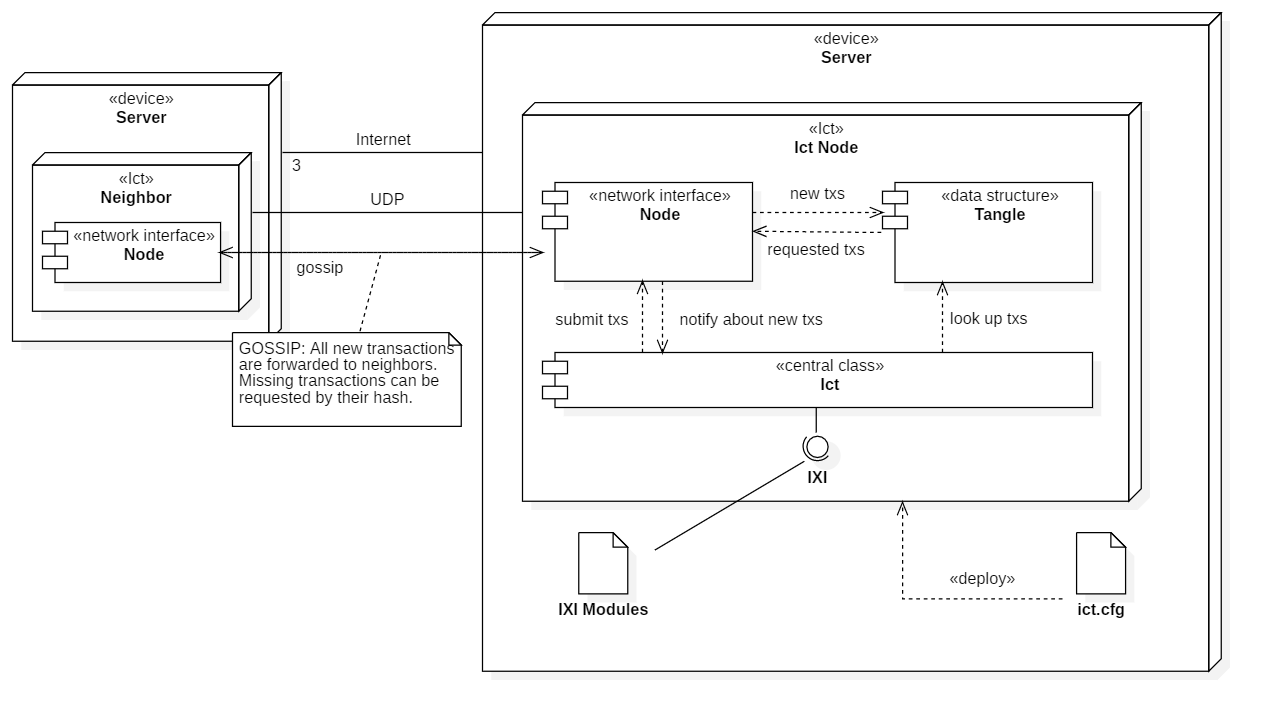 «device»
Server
«Ict»
Neighbor
«network interface»
Node
Internet
3
UDP
gossip
GOSSIP: All new transactions
are forwarded to neighbors.
Missing transactions can be
requested by their hash.
«device»
Server
«Ict»
Ict Node
«network interface»
Node
new txs
requested txs
«data structure»
Tangle
submit txs
notify about new txs
look up txs
«central class»
Ict
IXI
IXI Modules
«deploy»
ict.cfg